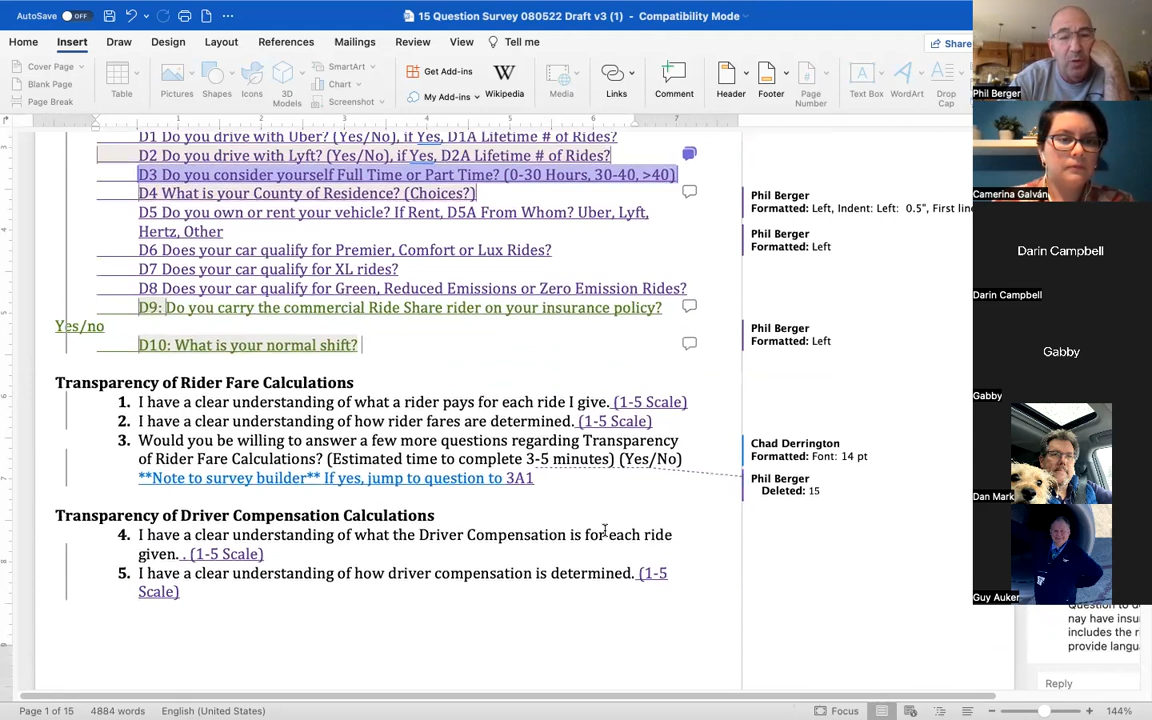 AutoSave OFF
15 Question Survey 080522 Draft v3 (1) - Compatibility Mode
Home Insert Draw Design Layout References Mailings Review View Tell me Share
Cover Page
Blank Page
Page Break
Table
Pictures
Shapes
Icons
3D Models
SmartArt
Chart
Screenshot
Get Add-ins
My Add-ins
Wikipedia
Media
Links
Comment
Header
Footer
Page Number
Text Box
WordArt
Drop Cap
1 2 3 4 5 6 7
D1 Do you drive with Uber? (Yes/No), if Yes, D1A Lifetime # of Rides?
D2 Do you drive with Lyft? (Yes/No), if Yes, D2A Lifetime # of Rides?
D3 Do you consider yourself Full Time or Part Time? (0-30 Hours, 30-40, >40)
D4 What is your County of Residence? (Choices?)
D5 Do you own or rent your vehicle? If Rent, D5A From Whom? Uber, Lyft,
Hertz, Other
D6 Does your car qualify for Premier, Comfort or Lux Rides?
D7 Does your car qualify for XL rides?
D8 Does your car qualify for Green, Reduced Emissions or Zero Emission Rides?
D9: Do you carry the commercial Ride Share rider on your insurance policy?
Yes/no
D10: What is your normal shift?
Transparency of Rider Fare Calculations
1. I have a clear understanding of what a rider pays for each ride I give. (1-5 Scale)
2. I have a clear understanding of how rider fares are determined. (1-5 Scale)
3. Would you be willing to answer a few more questions regarding Transparency
of Rider Fare Calculations? (Estimated time to complete 3-5 minutes) (Yes/No)
**Note to survey builder** If yes, jump to question to 3A1
Transparency of Driver Compensation Calculations
4. I have a clear understanding of what the Driver Compensation is for each ride
given. . (1-5 Scale)
5. I have a clear understanding of how driver compensation is determined. (1-5
Scale)
Phil Berger
Formatted: Left, Indent: Left: 0.5", First line
Phil Berger
Formatted: Left
Phil Berger
Formatted: Left
Chad Derrington
Formatted: Font: 14 pt
Phil Berger
Deleted: 15
Phil Berger
Camerina Galván
Darin Campbell
Darin Campbell
Gabby
Gabby
Dan Mark
Guy Auker
nay have insu
includes the r
provide langu
Reply
Page 1 of 15 4884 words English (United States) Focus 144%